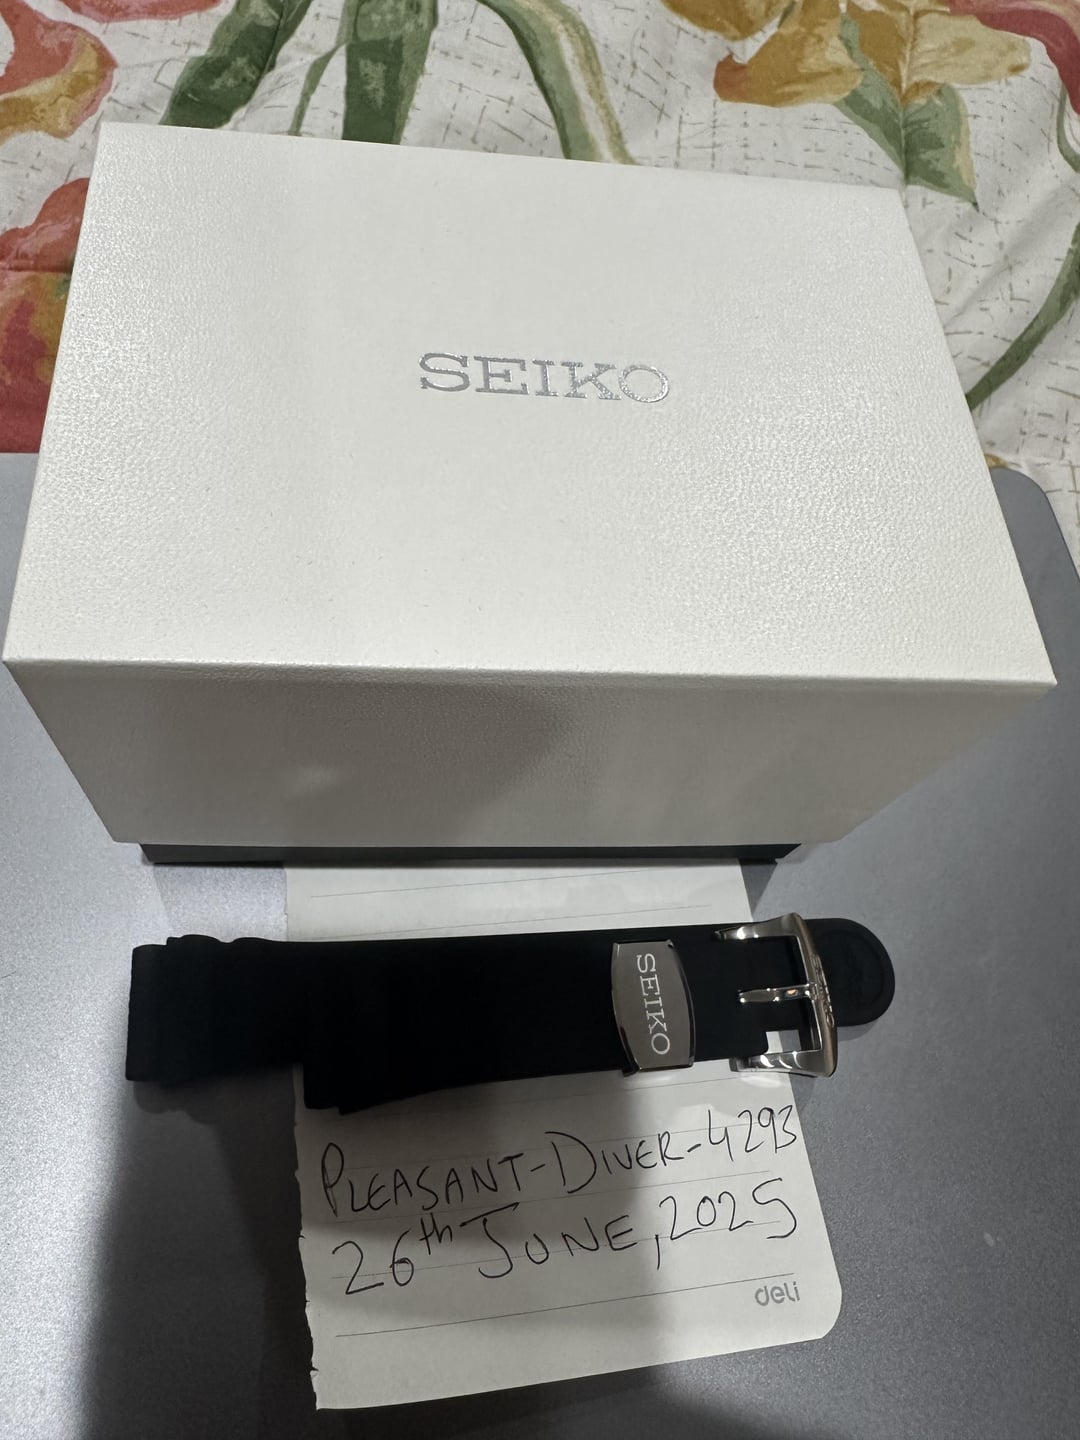 SEIKO
SEIKO
PLEASANT-DIVER-4293
26th JUNE, 2025
deli